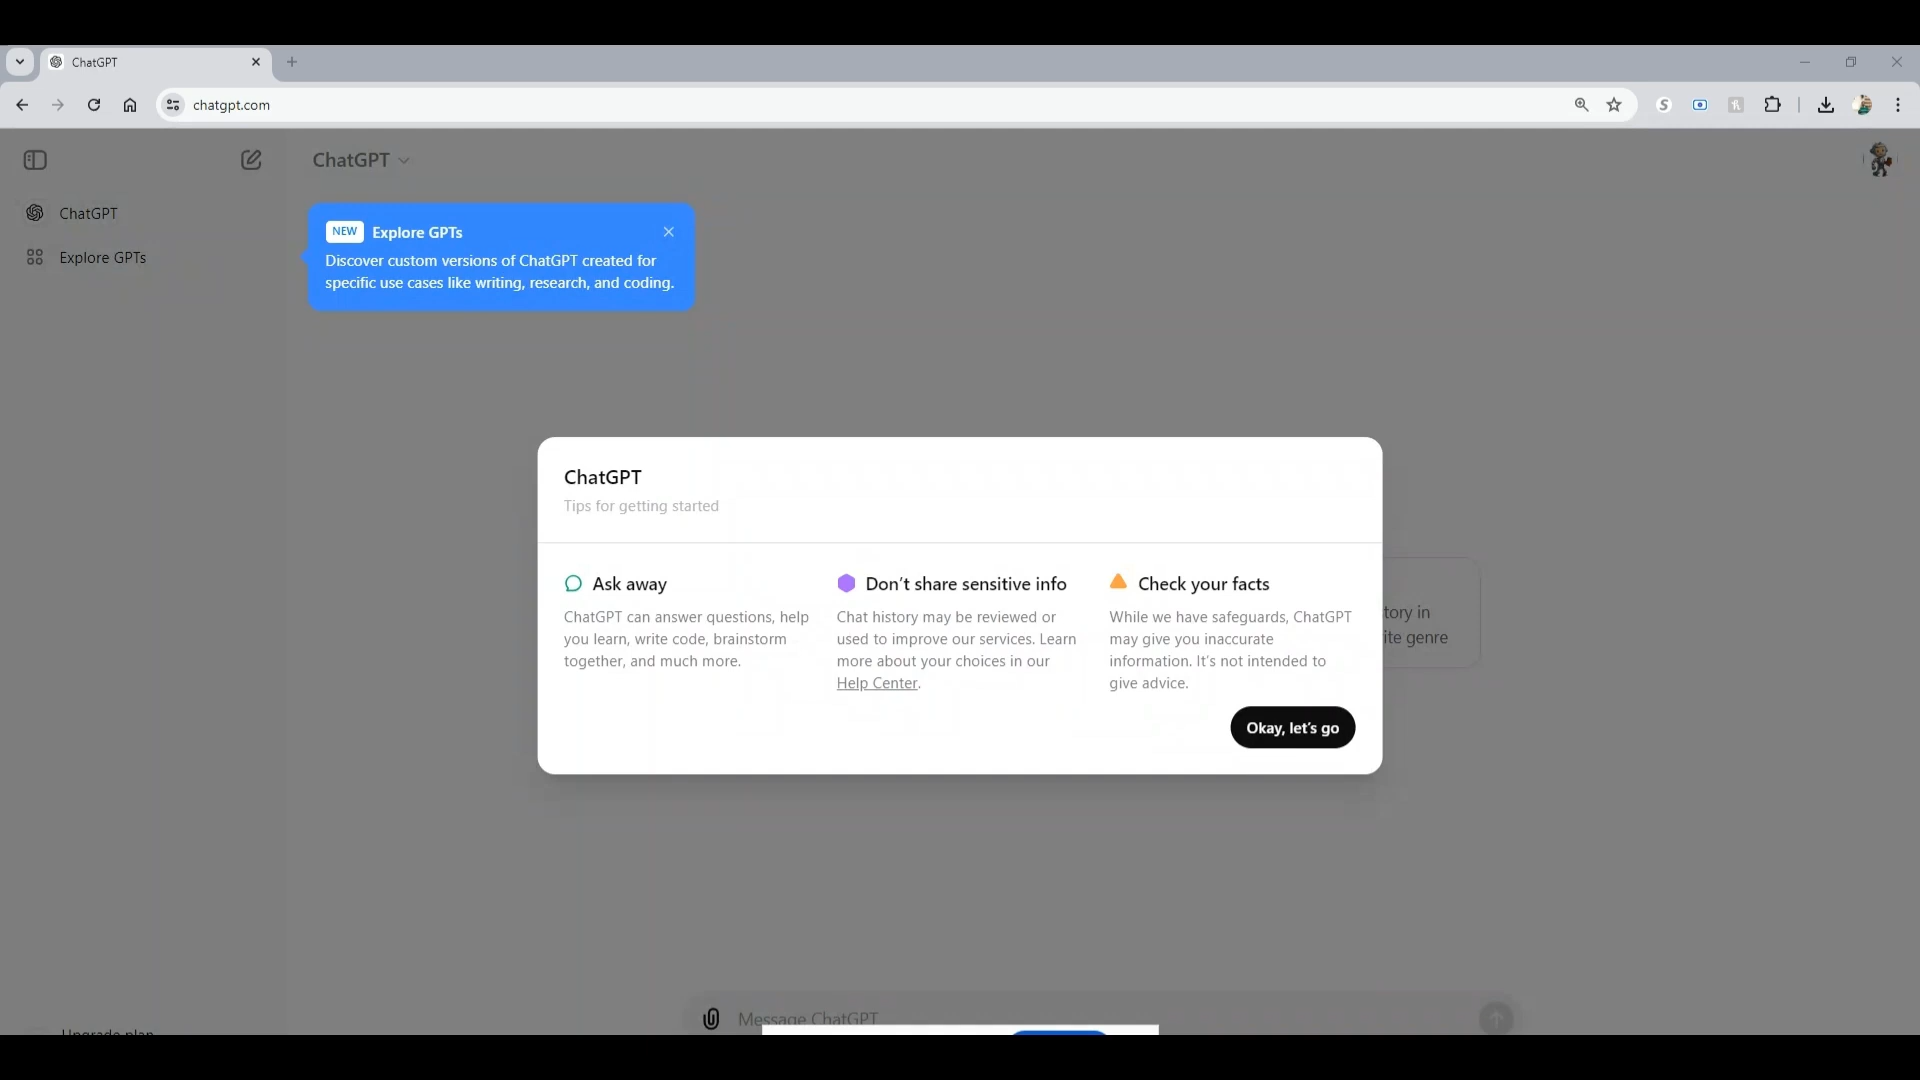 ChatGPT
chatgpt.com
ChatGPT
ChatGPT
Explore GPTs
NEW Explore GPTs
Discover custom versions of ChatGPT created for
specific use cases like writing, research, and coding.
ChatGPT
Tips for getting started
Ask away
ChatGPT can answer questions, help
you learn, write code, brainstorm
together, and much more.
Don’t share sensitive info
Chat history may be reviewed or
used to improve our services. Learn
more about your choices in our
Help Center.
Check your facts
While we have safeguards, ChatGPT
may give you inaccurate
information. It’s not intended to
give advice.
Okay, let’s go
tory in
ite genre
Message ChatGPT
Upgrade plan